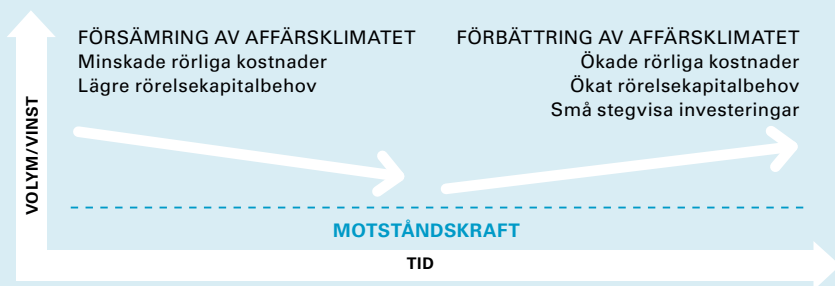 FÖRSÄMRING AV AFFÄRSKLIMATET
Minskade rörliga kostnader
Lägre rörelsekapitalbehov
FÖRBÄTTRING AV AFFÄRSKLIMATET
Ökade rörliga kostnader
Ökat rörelsekapitalbehov
Små stegvisa investeringar
VOLYM/VINST
MOTSTÅNDSKRAFT
TID